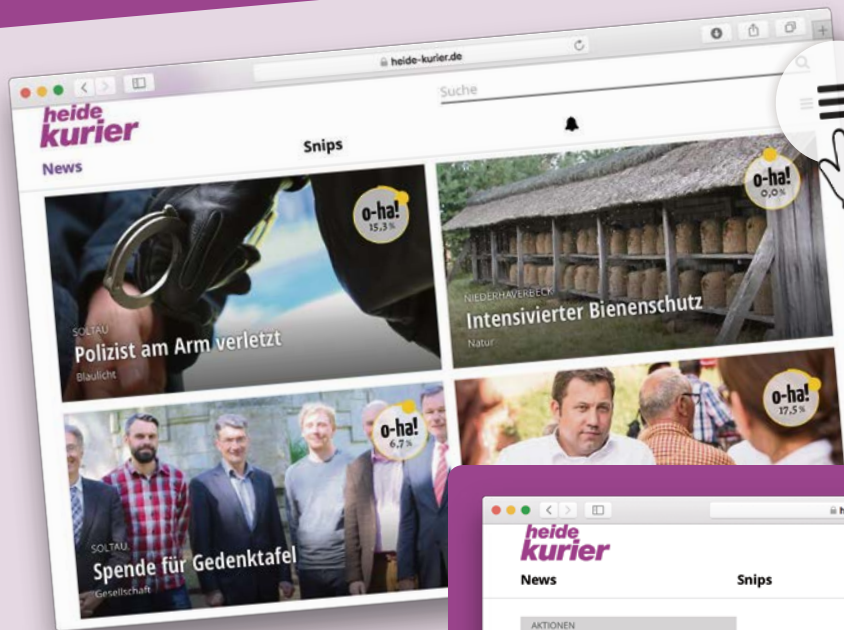 heide-kurier.de
heide
kurier
Suche
News
Snips
o-ha!
15,3%
SOLTAU
Polizist am Arm verletzt
Blaulicht
o-ha!
0,0%
NIEDERHAVERBECK
Intensivierter Bienenschutz
Natur
o-ha!
6,7%
SOLTAU
Spende für Gedenktafel
Gesellschaft
o-ha!
17,5%
h
heide
kurier
News
Snips
AKTIONEN